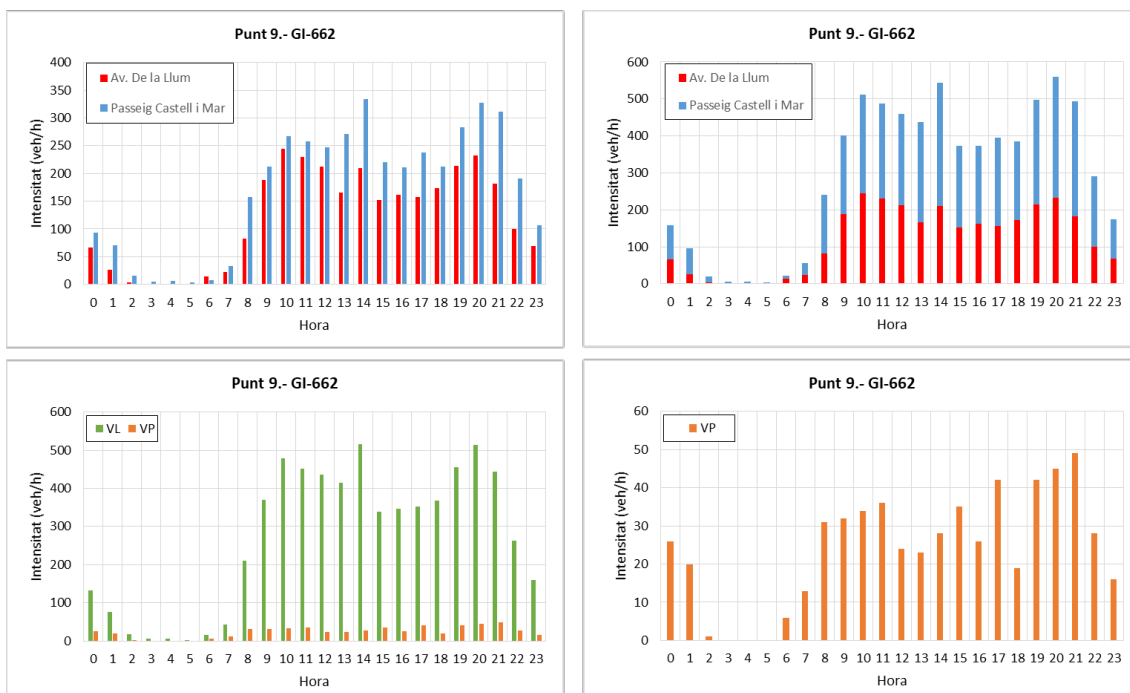 Punt 9.- GI-662
400
350
300
250
200
150
100
50
0
Intensitat (veh/h)
Av. De la Llum
Passeig Castell i Mar
0 1 2 3 4 5 6 7 8 9 10 11 12 13 14 15 16 17 18 19 20 21 22 23
Hora
Punt 9.- GI-662
600
500
400
300
200
100
0
Intensitat (veh/h)
Av. De la Llum
Passeig Castell i Mar
0 1 2 3 4 5 6 7 8 9 10 11 12 13 14 15 16 17 18 19 20 21 22 23
Hora
Punt 9.- GI-662
600
500
400
300
200
100
0
Intensitat (veh/h)
VL VP
0 1 2 3 4 5 6 7 8 9 10 11 12 13 14 15 16 17 18 19 20 21 22 23
Hora
Punt 9.- GI-662
60
50
40
30
20
10
0
Intensitat (veh/h)
VP
0 1 2 3 4 5 6 7 8 9 10 11 12 13 14 15 16 17 18 19 20 21 22 23
Hora